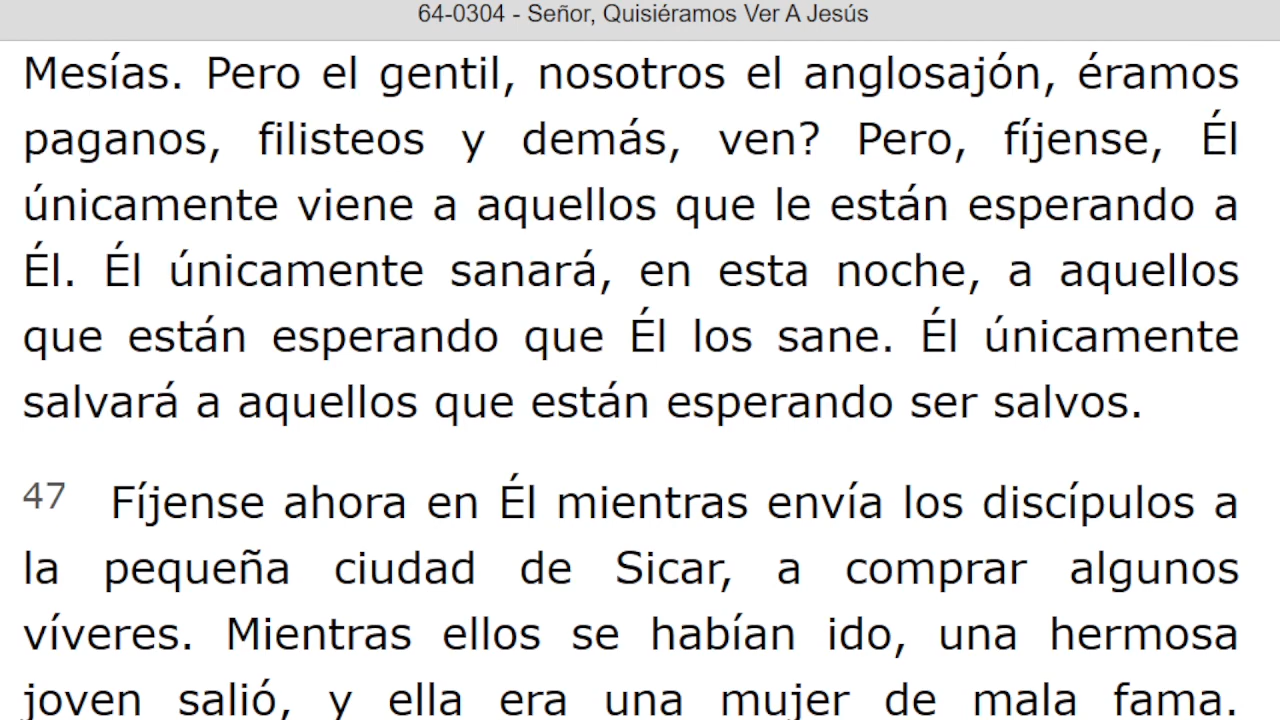 64-0304 - Señor, Quisiéramos Ver A Jesús
Mesías. Pero el gentil, nosotros el anglosajón, éramos
paganos, filisteos y demás, ven? Pero, fíjense, Él
únicamente viene a aquellos que le están esperando a
Él. Él únicamente sanará, en esta noche, a aquellos
que están esperando que Él los sane. Él únicamente
salvará a aquellos que están esperando ser salvos.
47 Fíjense ahora en Él mientras envía los discípulos a
la pequeña ciudad de Sicar, a comprar algunos
víveres. Mientras ellos se habían ido, una hermosa
joven salió, y ella era una mujer de mala fama.